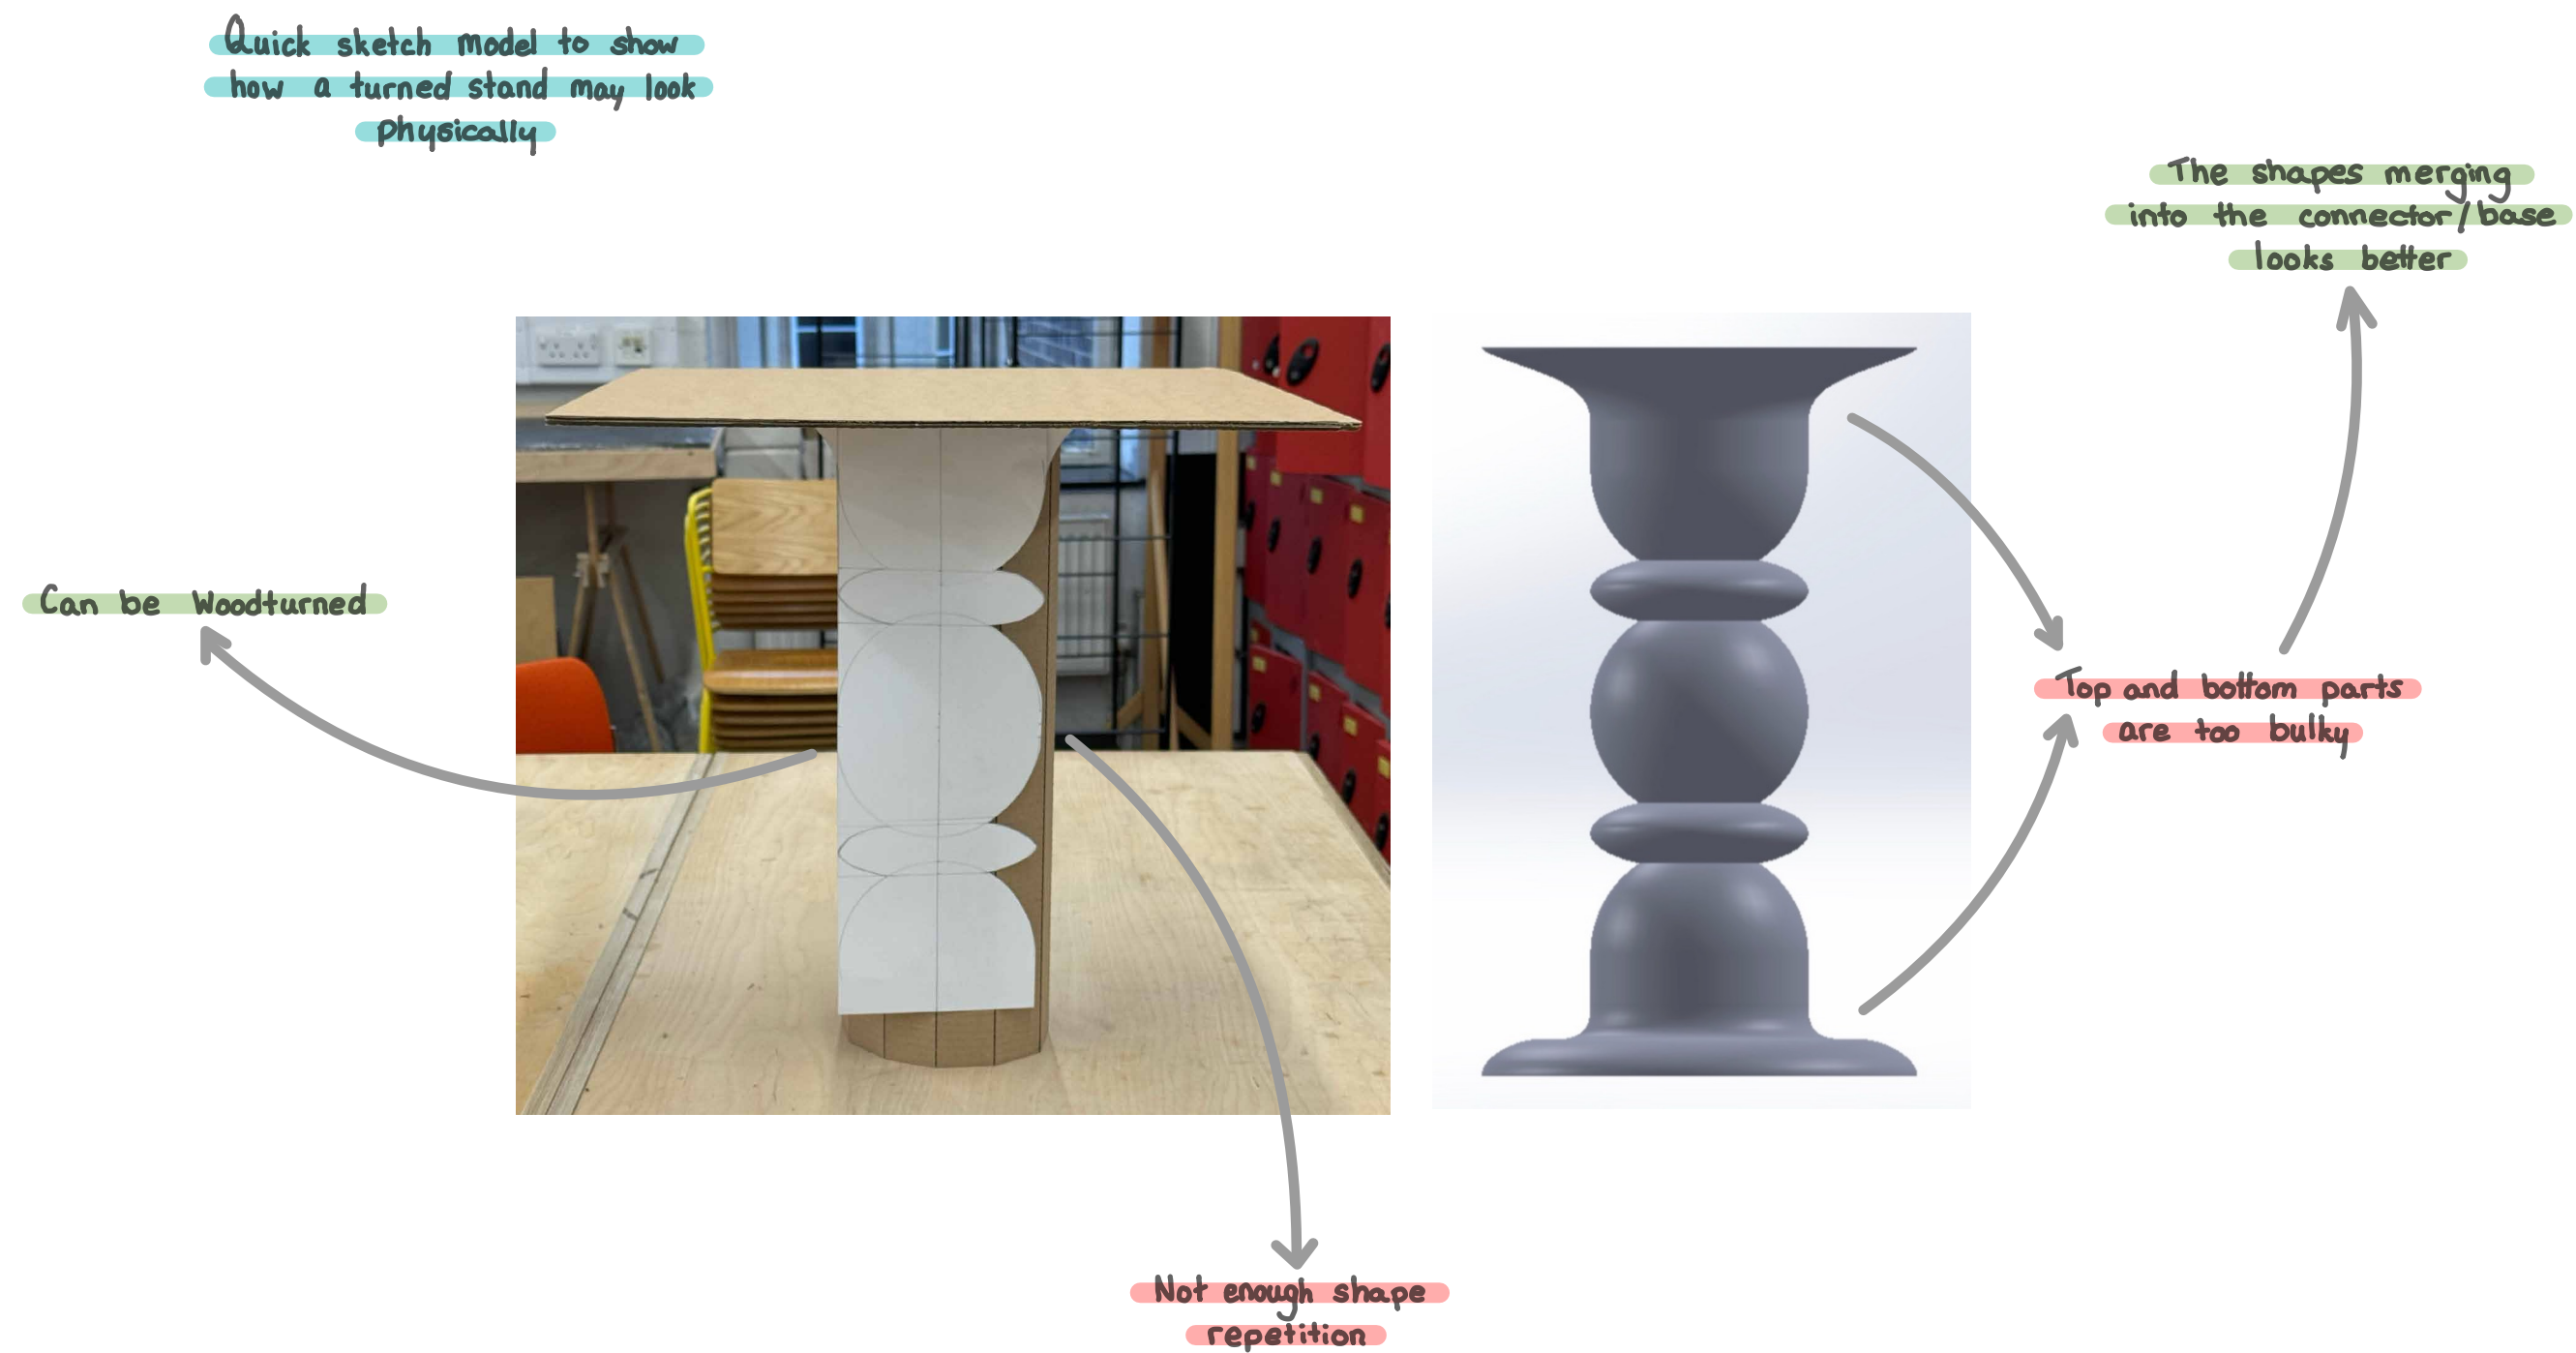 Quick sketch model to show
how a turned stand may look
physically
The shapes merging
into the connector/base
looks better
Can be Woodturned
Top and bottom parts
are too bulky
Not enough shape
repetition